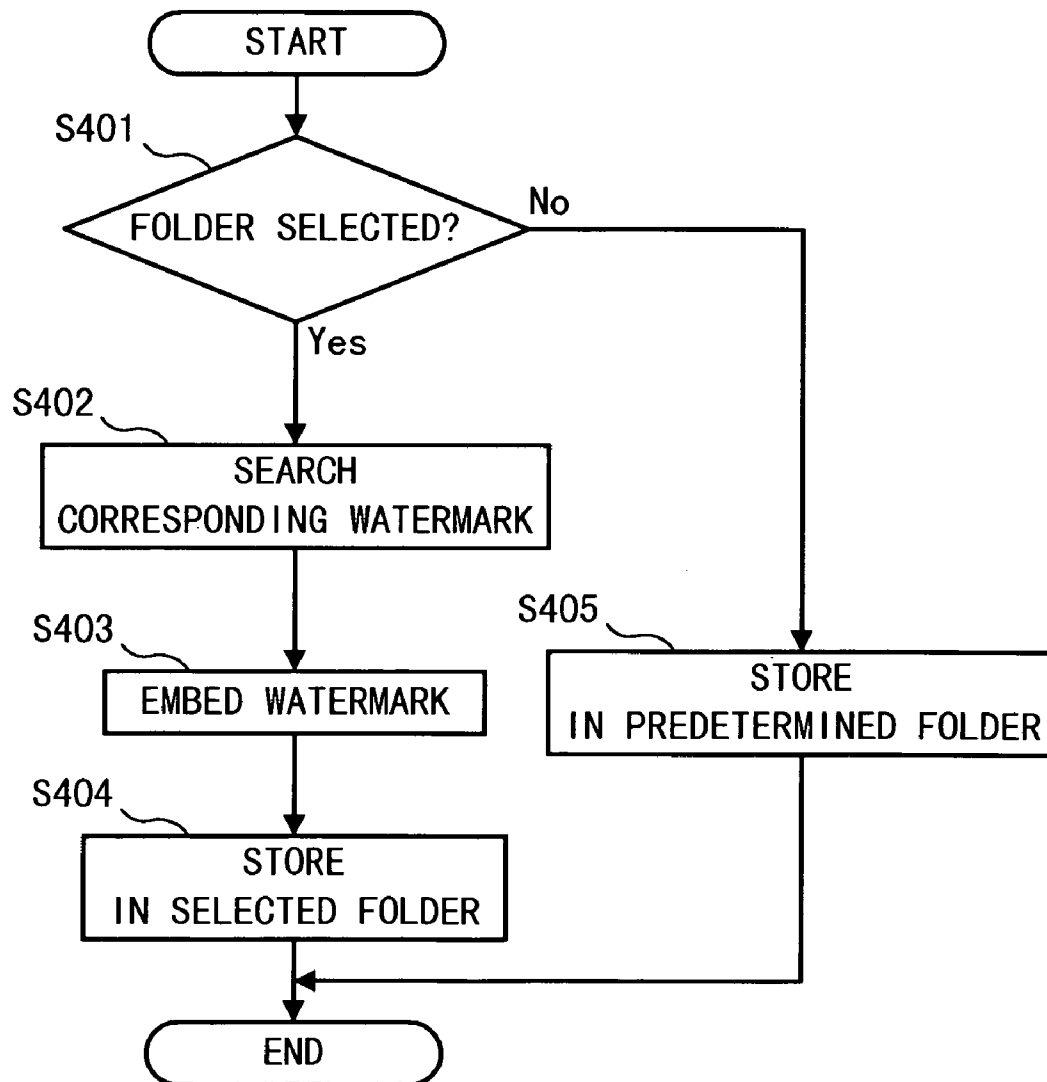 START
S401
FOLDER SELECTED?
No
Yes
S402
SEARCH
CORRESPONDING WATERMARK
S403
EMBED WATERMARK
S405
STORE
IN PREDETERMINED FOLDER
S404
STORE
IN SELECTED FOLDER
END